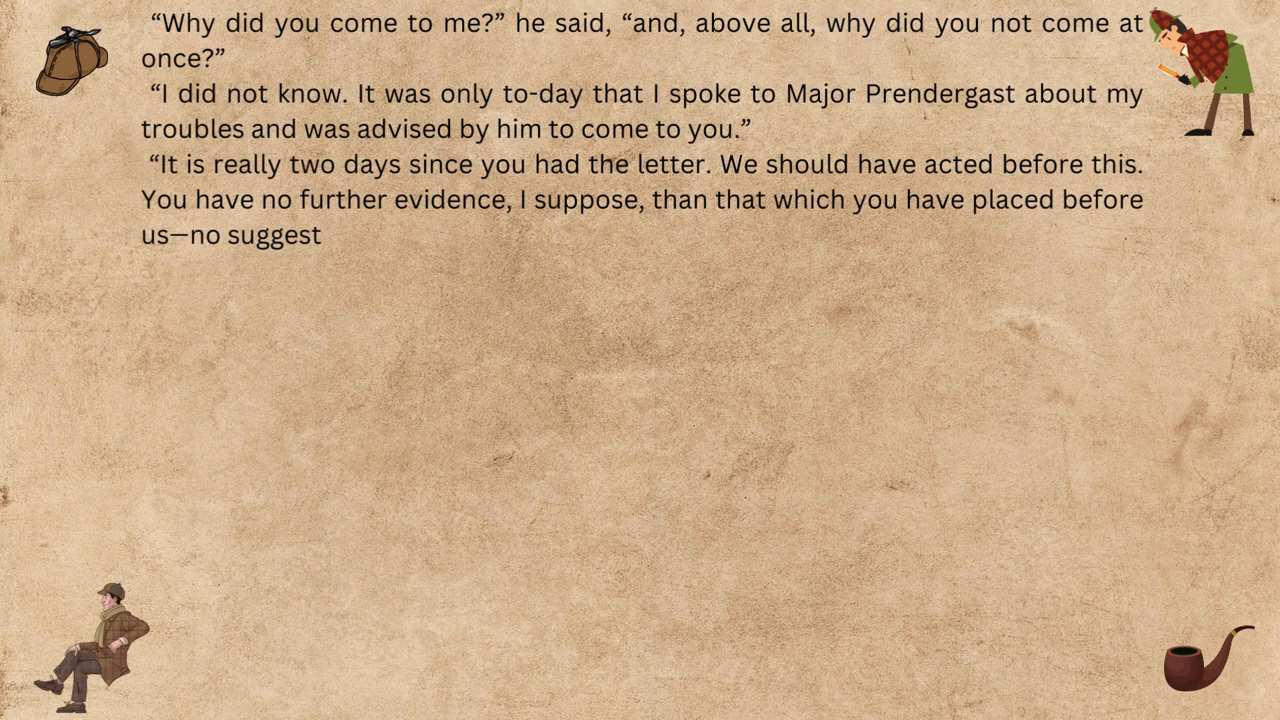 “Why did you come to me?” he said, “and, above all, why did you not come at
once?”
“I did not know. It was only to-day that I spoke to Major Prendergast about my
troubles and was advised by him to come to you.”
“It is really two days since you had the letter. We should have acted before this.
You have no further evidence, I suppose, than that which you have placed before
us—no suggest